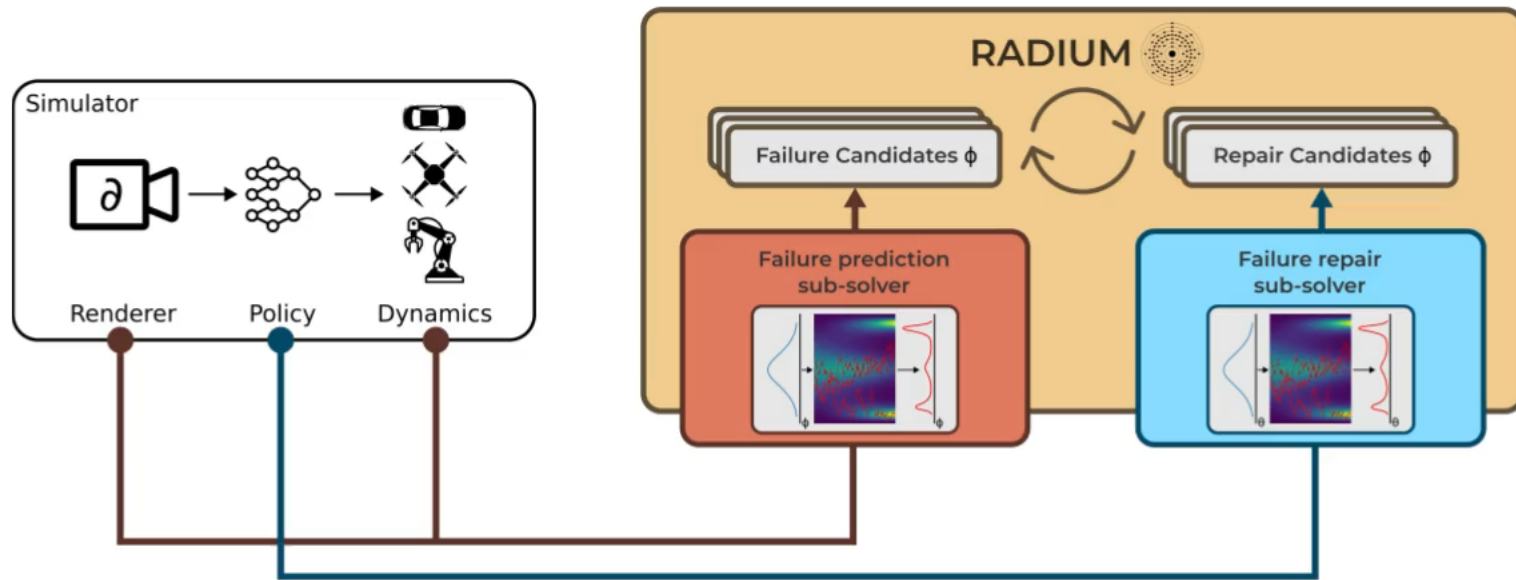 Simulator
∂
Renderer
Policy
Dynamics
RADIUM
Failure Candidates ϕ
Repair Candidates ϕ
Failure prediction
sub-solver
ϕ
ϕ
Failure repair
sub-solver
θ
θ